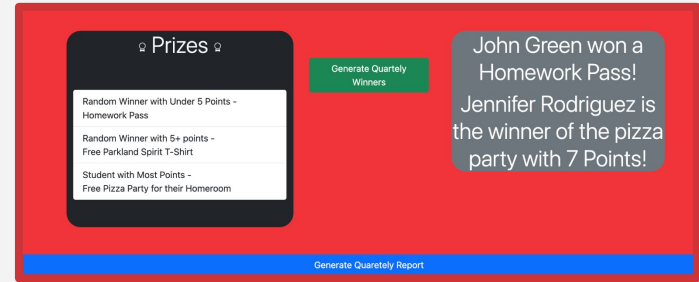 Prizes
Random Winner with Under 5 Points -
Homework Pass
Random Winner with 5+ points -
Free Parkland Spirit T-Shirt
Student with Most Points -
Free Pizza Party for their Homeroom
Generate Quartely
Winners
John Green won a
Homework Pass!
Jennifer Rodriguez is
the winner of the pizza
party with 7 Points!
Generate Quaretely Report